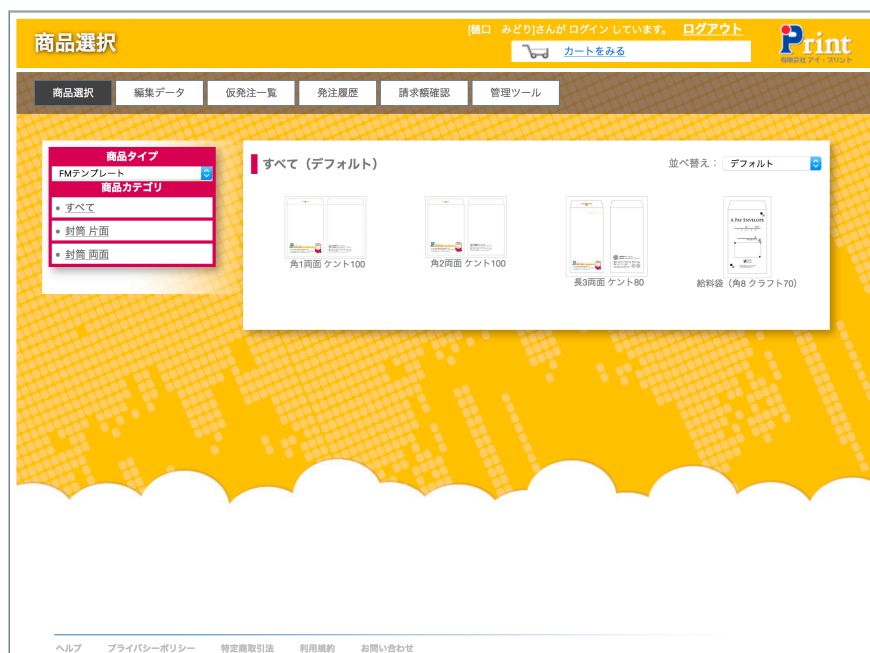 商品選択
[樋口　みどり]さんが ログイン しています。 ログアウト
カートをみる
Print
有限会社 アイ・プリント
商品選択 編集データ 仮発注一覧 発注履歴 請求額確認 管理ツール
商品タイプ
FMテンプレート
商品カテゴリ
すべて
封筒 片面
封筒 両面
すべて（デフォルト）
並べ替え： デフォルト
A PAY ENVELOPE
角1両面 ケント100
角2両面 ケント100
長3両面 ケント80
給料袋（角8 クラフト70）
ヘルプ プライバシーポリシー 特定商取引法 利用規約 お問い合わせ